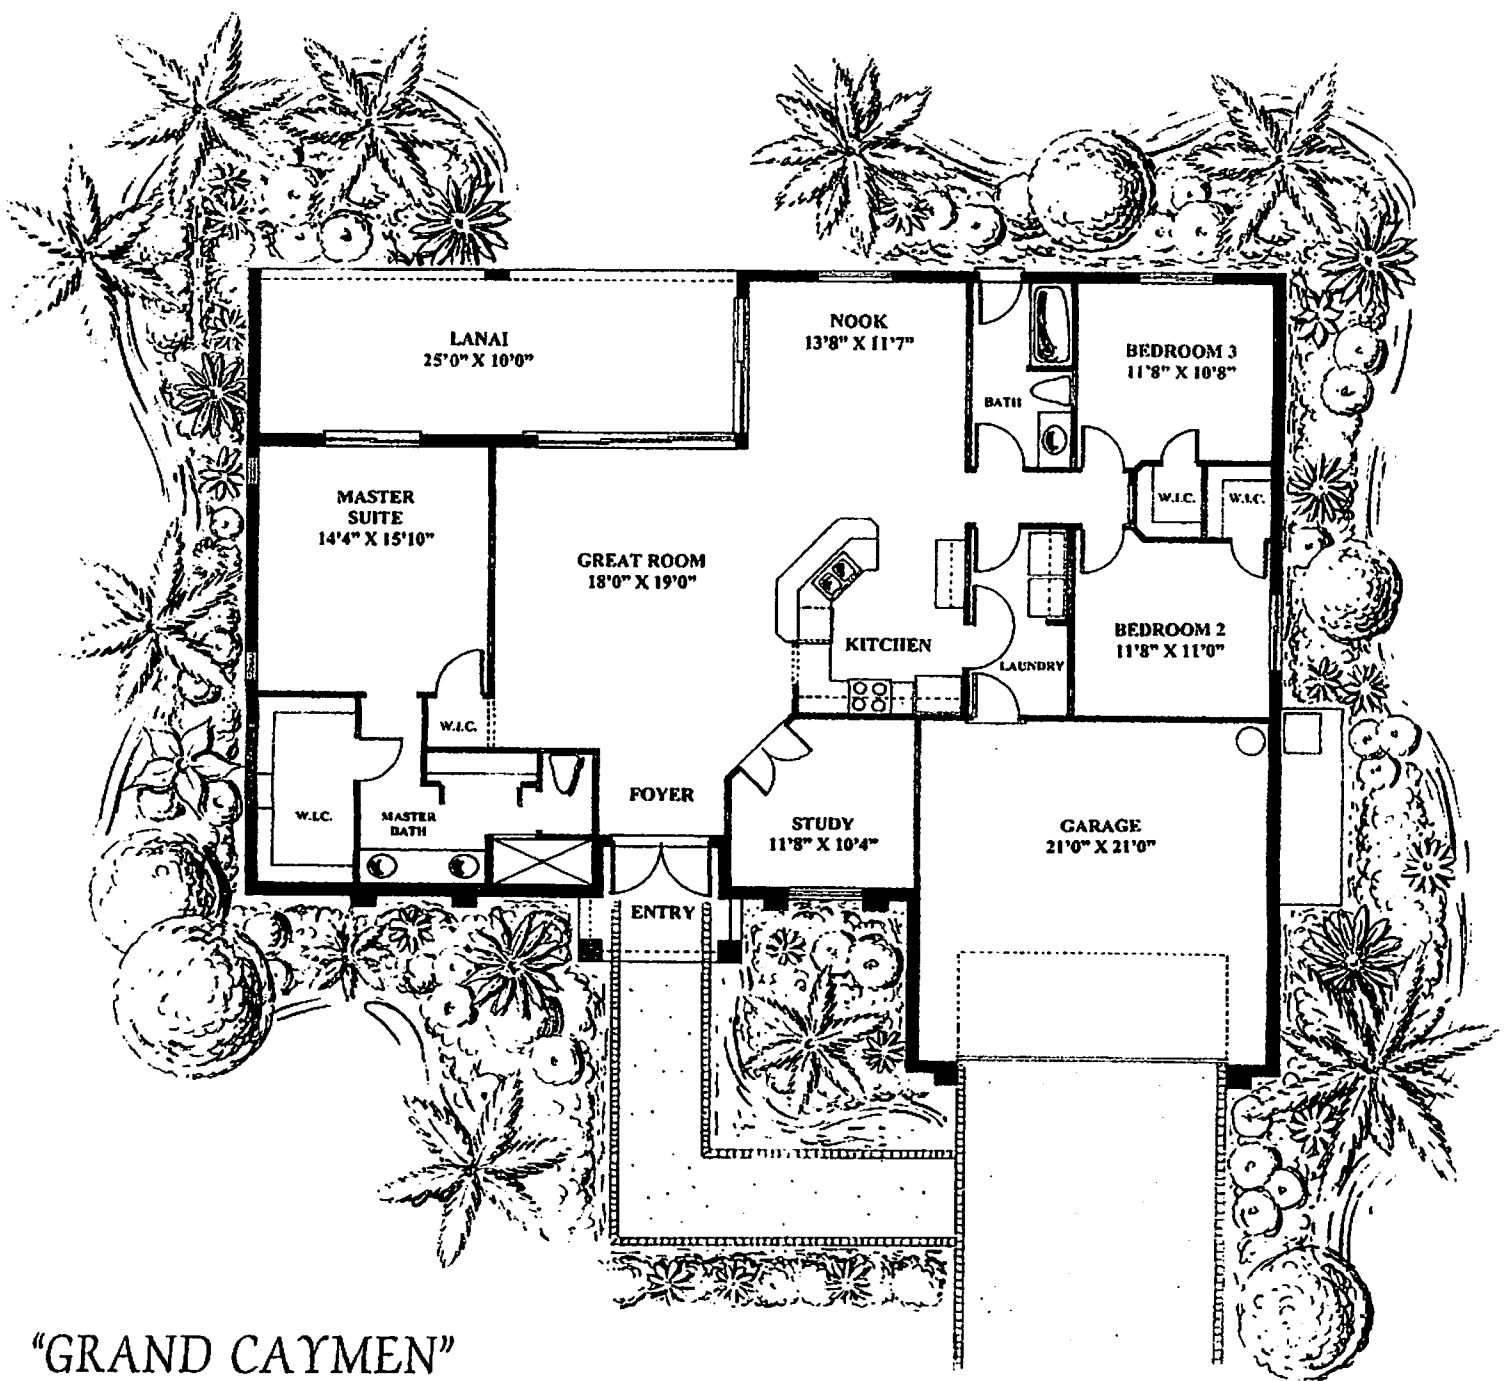 LANAI
25'0" X 10'0"
NOOK
13'8" X 11'7"
BEDROOM 3
11'8" X 10'8"
BATH
MASTER
SUITE
14'4" X 15'10"
W.I.C.
W.I.C.
GREAT ROOM
18'0" X 19'0"
KITCHEN
BEDROOM 2
11'8" X 11'0"
LAUNDRY
W.I.C.
FOYER
W.I.C.
MASTER
BATH
STUDY
11'8" X 10'4"
GARAGE
21'0" X 21'0"
ENTRY
"GRAND CAYMEN"